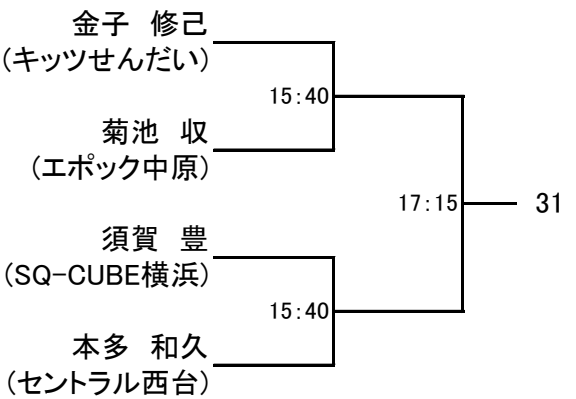 金子 修己
(キッツせんだい)
15:40
菊池 収
(エポック中原)
17:15
31
須賀 豊
(SQ-CUBE横浜)
15:40
本多 和久
(セントラル西台)